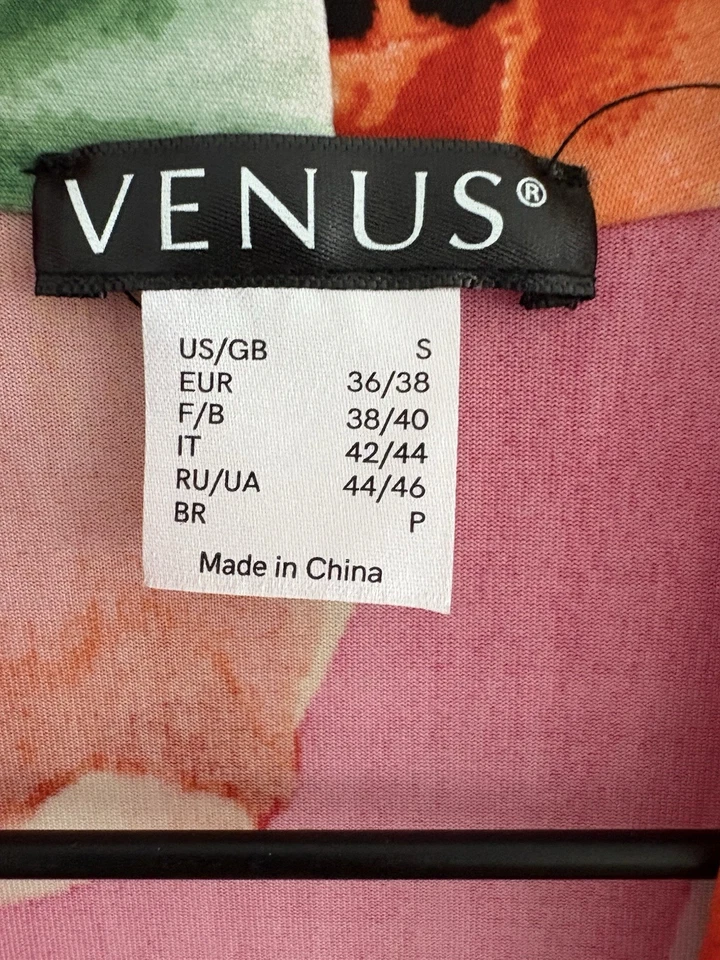 VENUS®
US/GB S
EUR 36/38
F/B 38/40
IT 42/44
RU/UA 44/46
BR P
Made in China